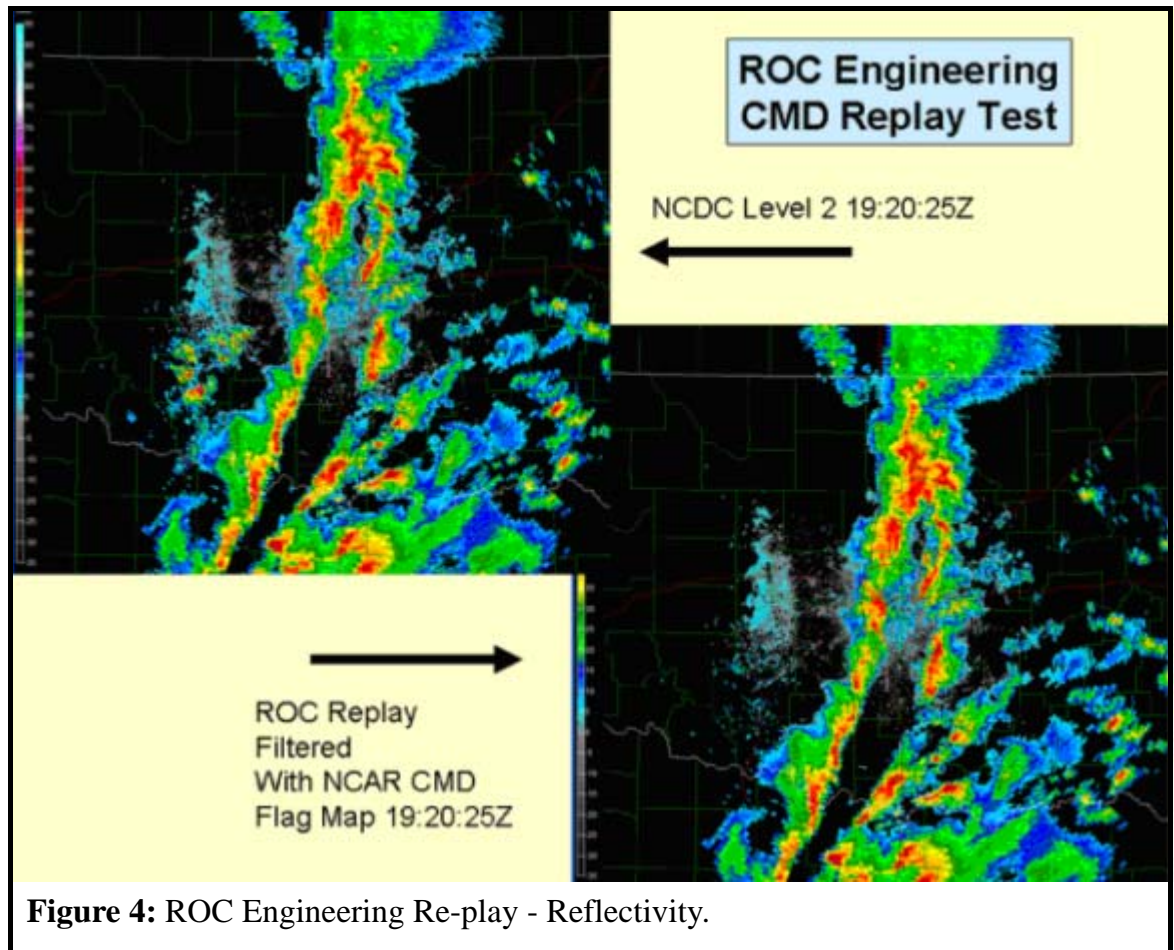 ROC Engineering
CMD Replay Test
NCDC Level 2 19:20:25Z
ROC Replay
Filtered
With NCAR CMD
Flag Map 19:20:25Z
Figure 4: ROC Engineering Re-play - Reflectivity.